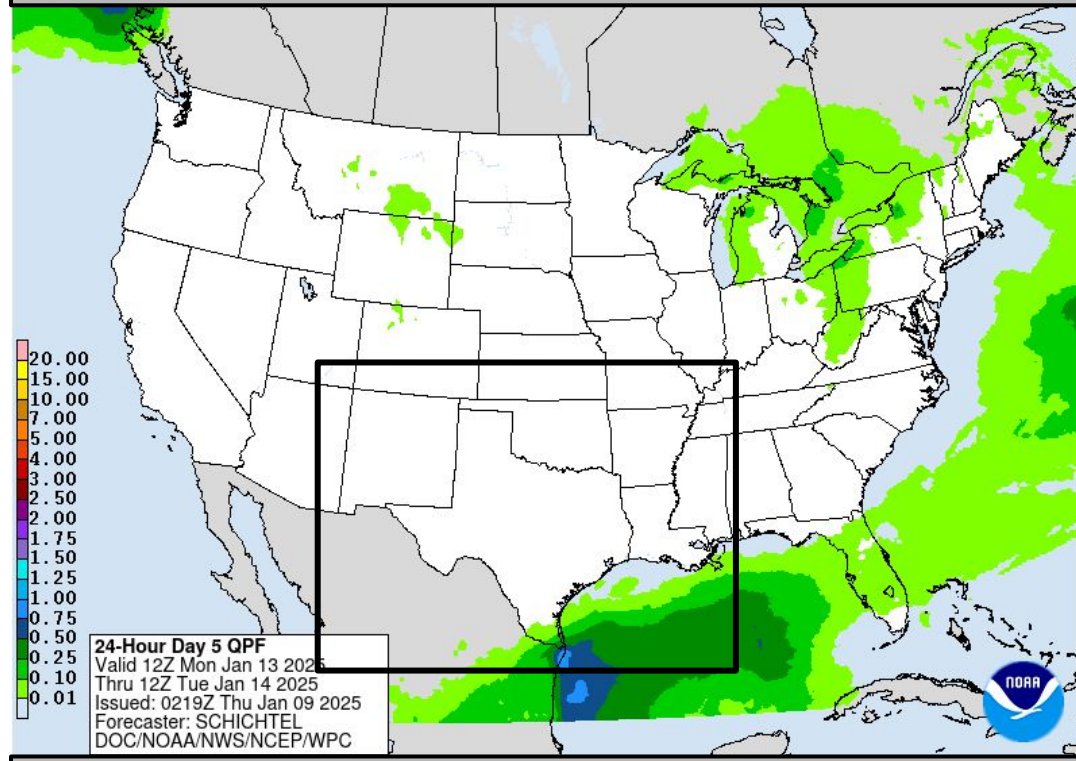 20.00
15.00
10.00
7.00
5.00
4.00
3.00
2.50
2.00
1.75
1.50
1.25
1.00
0.75
0.50
0.25
0.10
0.01
24-Hour Day 5 QPF
Valid 12Z Mon Jan 13 2025
Thru 12Z Tue Jan 14 2025
Issued: 0219Z Thu Jan 09 2025
Forecaster: SCHICHTEL
DOC/NOAA/NWS/NCEP/WPC
NOAA